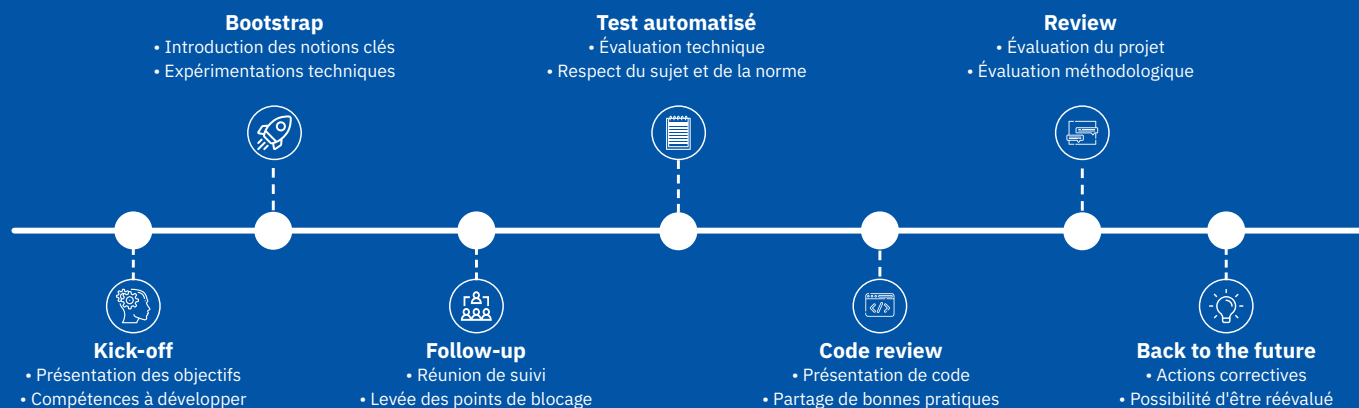 Bootstrap
• Introduction des notions clés
• Expérimentations techniques
Test automatisé
• Évaluation technique
• Respect du sujet et de la norme
Review
• Évaluation du projet
• Évaluation méthodologique
Kick-off
• Présentation des objectifs
• Compétences à développer
Follow-up
• Réunion de suivi
• Levée des points de blocage
Code review
• Présentation de code
• Partage de bonnes pratiques
Back to the future
• Actions correctives
• Possibilité d'être réévalué